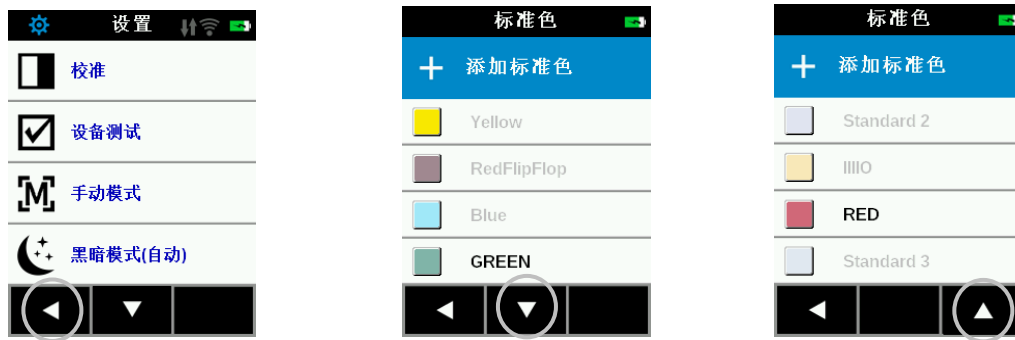 设置
校准
设备测试
手动模式
黑暗模式(自动)
标准色
添加标准色
Yellow
RedFlipFlop
Blue
GREEN
标准色
添加标准色
Standard 2
IIIIO
RED
Standard 3